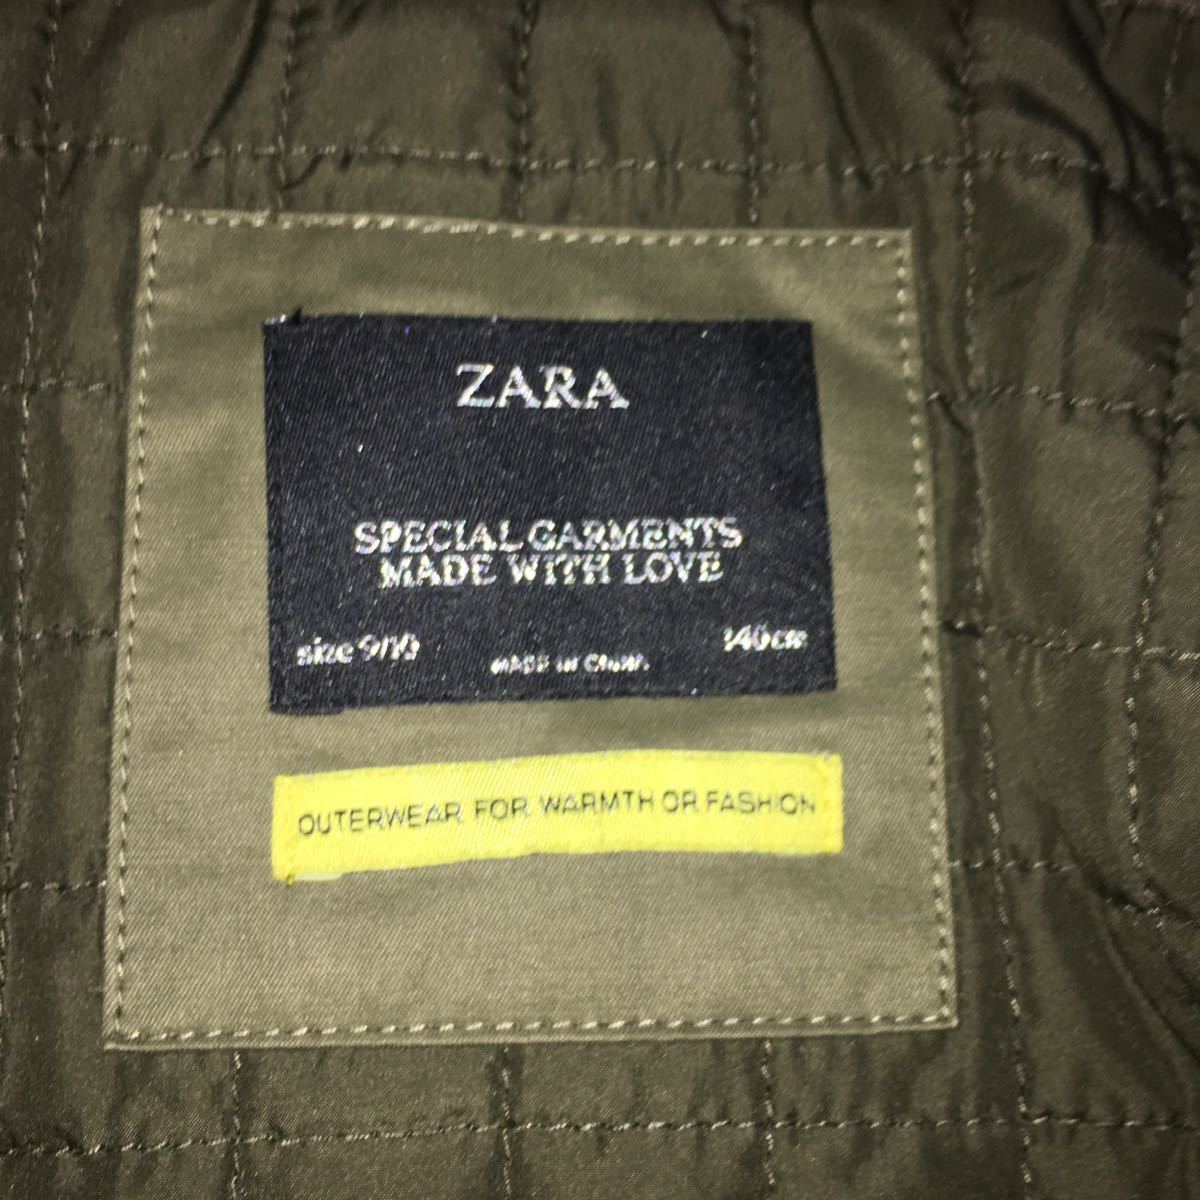 ZARA
SPECIAL GARMENTS
MADE WITH LOVE
size 9/10 140cm
MADE IN CHINA
OUTERWEAR FOR WARMTH OR FASHION